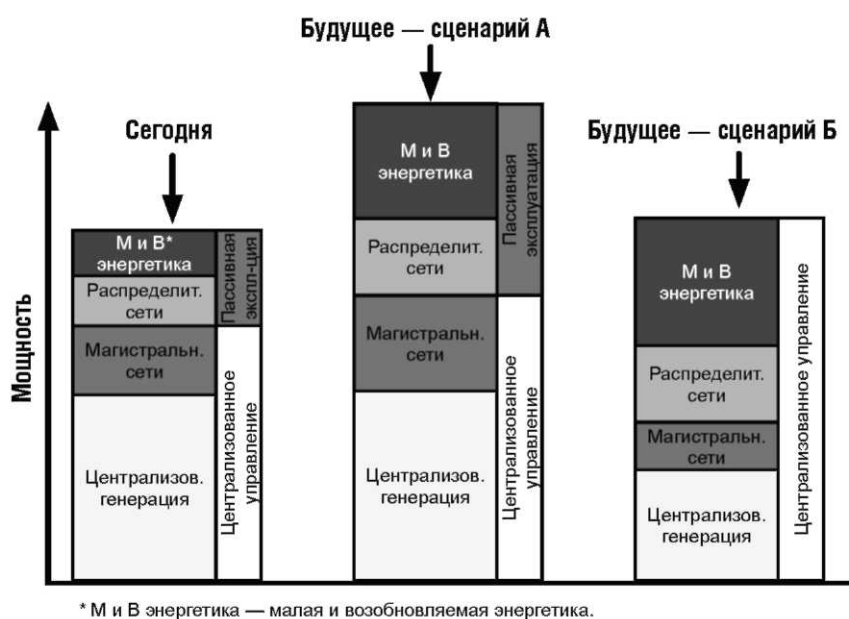 Будущее — сценарий А
Сегодня
Будущее — сценарий Б
Мощность
М и В*
энергетика
Распределит.
сети
Магистральн.
сети
Централизов.
генерация
Пассивная
экспл-ция
Централизованное
управление
М и В
энергетика
Распределит.
сети
Магистральн.
сети
Централизов.
генерация
Пассивная
эксплуатация
Централизованное
управление
М и В
энергетика
Распределит.
сети
Магистральн.
сети
Централизов.
генерация
Централизованное управление
* М и В энергетика — малая и возобновляемая энергетика.